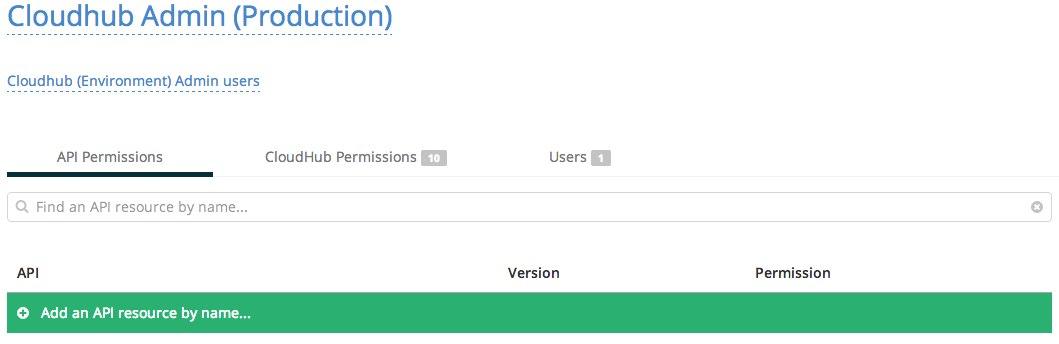 Cloudhub Admin (Production)
Cloudhub (Environment) Admin users
API Permissions CloudHub Permissions 10 Users 1
Find an API resource by name...
API Version Permission
Add an API resource by name...